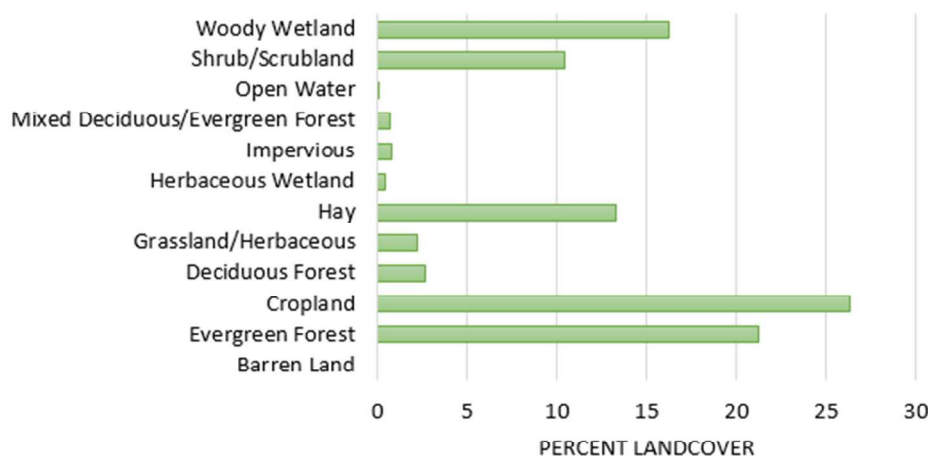 Woody Wetland
Shrub/Scrubland
Open Water
Mixed Deciduous/Evergreen Forest
Impervious
Herbaceous Wetland
Hay
Grassland/Herbaceous
Deciduous Forest
Cropland
Evergreen Forest
Barren Land
0 5 10 15 20 25 30
PERCENT LANDCOVER